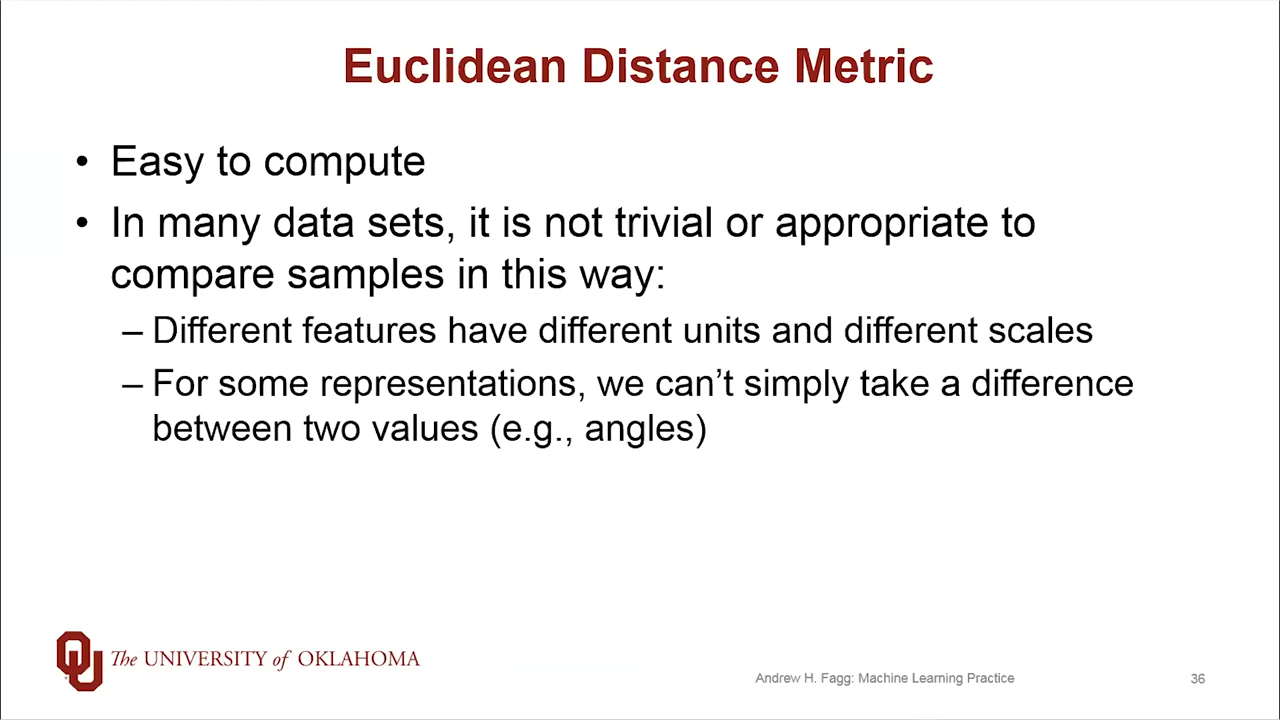 Euclidean Distance Metric
• Easy to compute
• In many data sets, it is not trivial or appropriate to
compare samples in this way:
– Different features have different units and different scales
– For some representations, we can’t simply take a difference
between two values (e.g., angles)
The UNIVERSITY of OKLAHOMA
Andrew H. Fagg: Machine Learning Practice
36